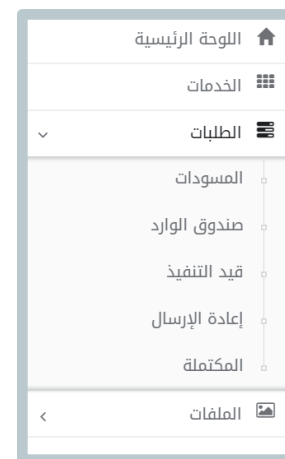 اللوحة الرئيسية
الخدمات
الطلبات
المسودات
صندوق الوارد
قيد التنفيذ
إعادة الإرسال
المكتملة
الملفات